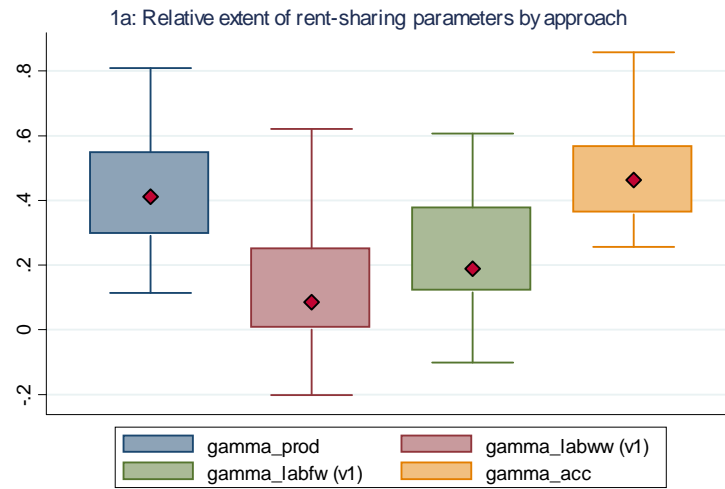 1a: Relative extent of rent-sharing parameters by approach
.8
.6
.4
.2
0
-.2
gamma_prod
gamma_labww (v1)
gamma_labfw (v1)
gamma_acc